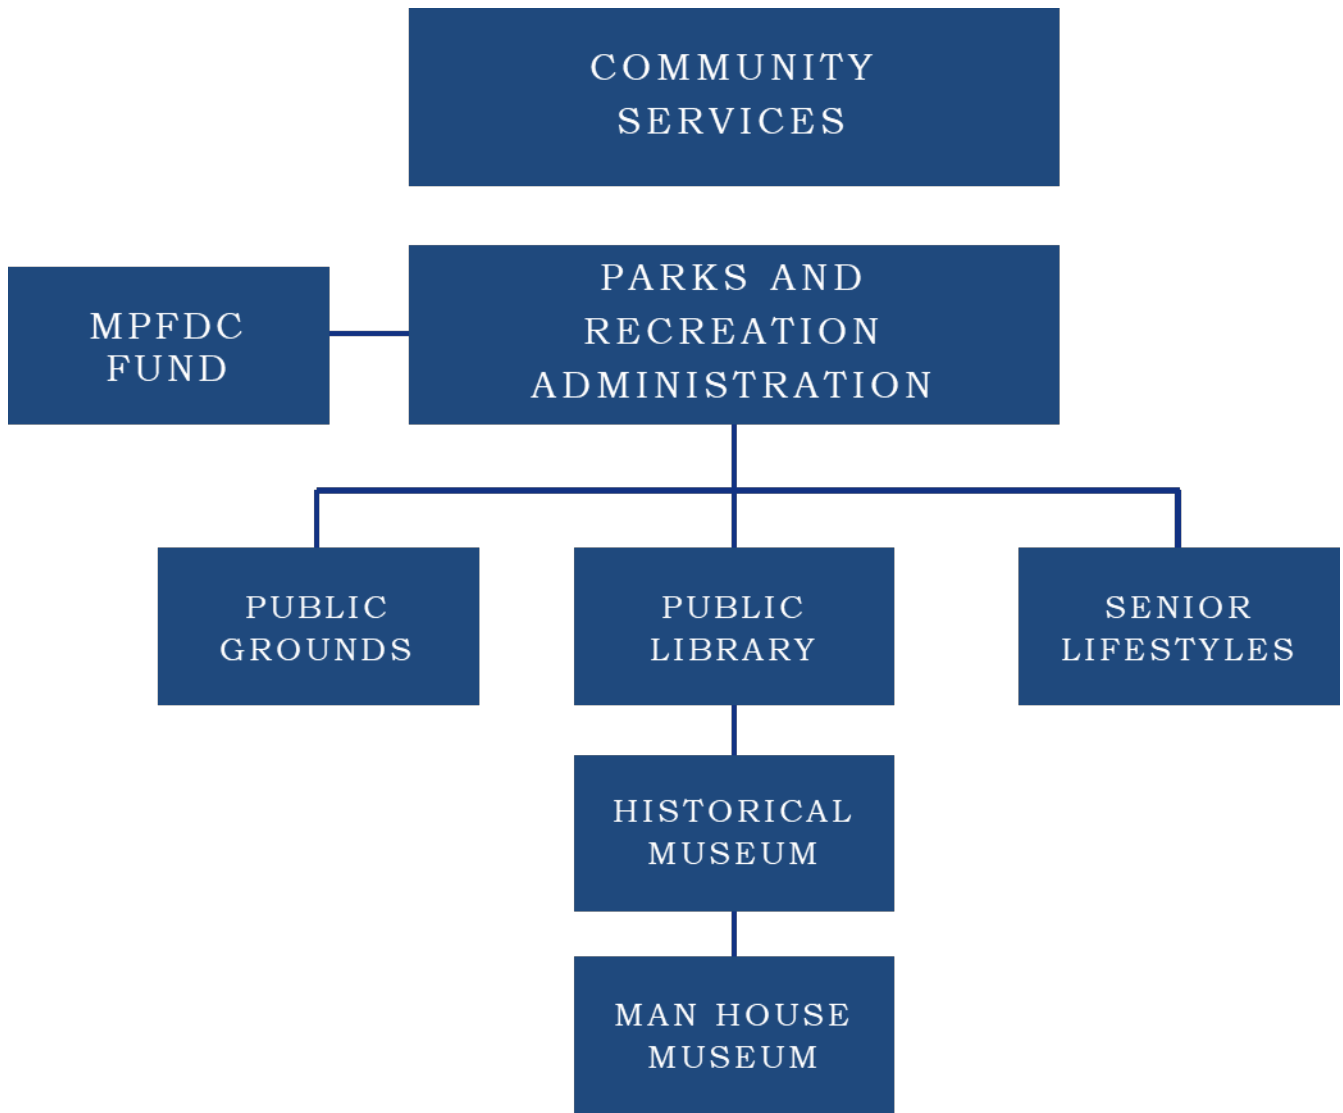 COMMUNITY
SERVICES
MPFDC
FUND
PARKS AND
RECREATION
ADMINISTRATION
PUBLIC
GROUNDS
PUBLIC
LIBRARY
SENIOR
LIFESTYLES
HISTORICAL
MUSEUM
MAN HOUSE
MUSEUM